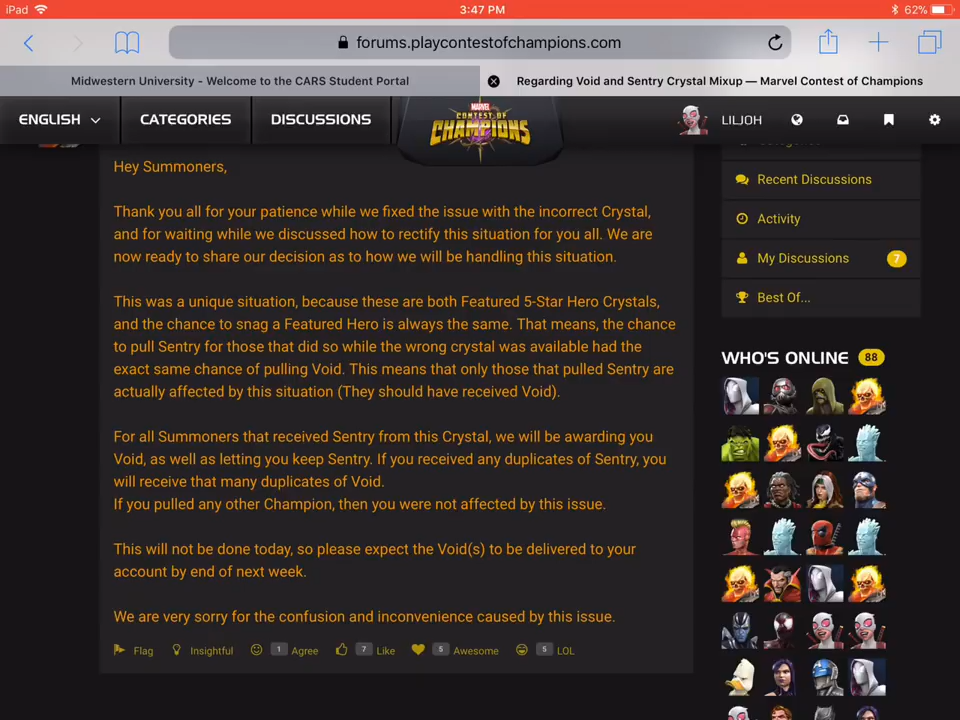 iPad
3:47 PM
62%
forums.playcontestofchampions.com
Midwestern University - Welcome to the CARS Student Portal
Regarding Void and Sentry Crystal Mixup — Marvel Contest of Champions
ENGLISH
CATEGORIES
DISCUSSIONS
MARVEL
CONTEST OF
CHAMPIONS
LILJOH
Hey Summoners,
Thank you all for your patience while we fixed the issue with the incorrect Crystal,
and for waiting while we discussed how to rectify this situation for you all. We are
now ready to share our decision as to how we will be handling this situation.
This was a unique situation, because these are both Featured 5-Star Hero Crystals,
and the chance to snag a Featured Hero is always the same. That means, the chance
to pull Sentry for those that did so while the wrong crystal was available had the
exact same chance of pulling Void. This means that only those that pulled Sentry are
actually affected by this situation (They should have received Void).
For all Summoners that received Sentry from this Crystal, we will be awarding you
Void, as well as letting you keep Sentry. If you received any duplicates of Sentry, you
will receive that many duplicates of Void.
If you pulled any other Champion, then you were not affected by this issue.
This will not be done today, so please expect the Void(s) to be delivered to your
account by end of next week.
We are very sorry for the confusion and inconvenience caused by this issue.
Flag
Insightful
1 Agree
7 Like
5 Awesome
5 LOL
Recent Discussions
Activity
My Discussions
7
Best Of...
WHO'S ONLINE
88